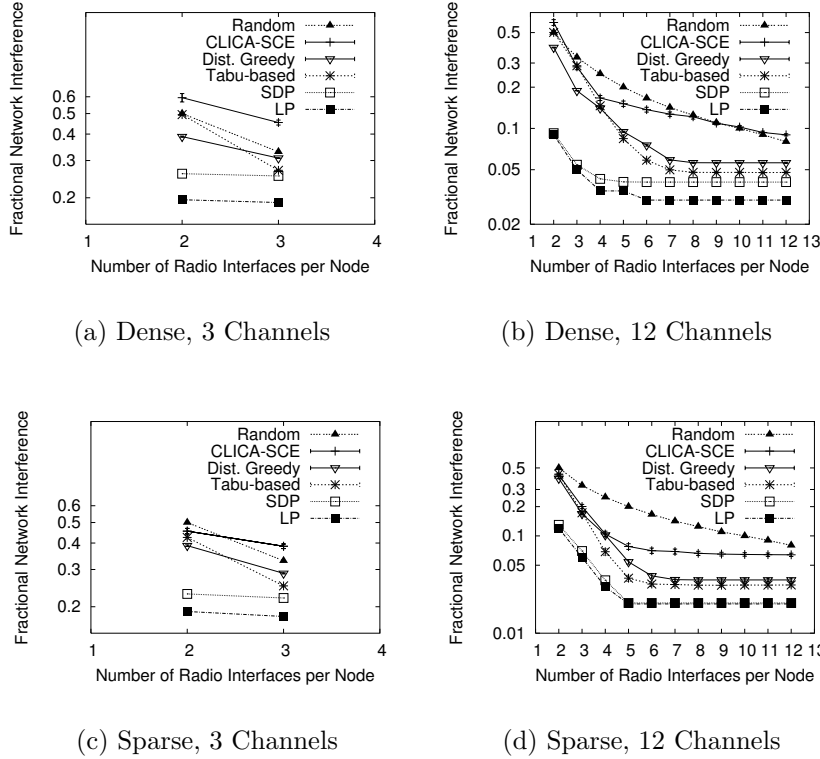 Fractional Network Interference
0.6
0.5
0.4
0.3
0.2
1 2 3 4
Number of Radio Interfaces per Node
Random
CLICA-SCE
Dist. Greedy
Tabu-based
SDP
LP
(a) Dense, 3 Channels
Fractional Network Interference
0.5
0.3
0.2
0.1
0.05
0.02
1 2 3 4 5 6 7 8 9 10 11 12 13
Number of Radio Interfaces per Node
Random
CLICA-SCE
Dist. Greedy
Tabu-based
SDP
LP
(b) Dense, 12 Channels
Fractional Network Interference
0.6
0.5
0.4
0.3
0.2
1 2 3 4
Number of Radio Interfaces per Node
Random
CLICA-SCE
Dist. Greedy
Tabu-based
SDP
LP
(c) Sparse, 3 Channels
Fractional Network Interference
0.5
0.3
0.2
0.1
0.05
0.01
1 2 3 4 5 6 7 8 9 10 11 12 13
Number of Radio Interfaces per Node
Random
CLICA-SCE
Dist. Greedy
Tabu-based
SDP
LP
(d) Sparse, 12 Channels